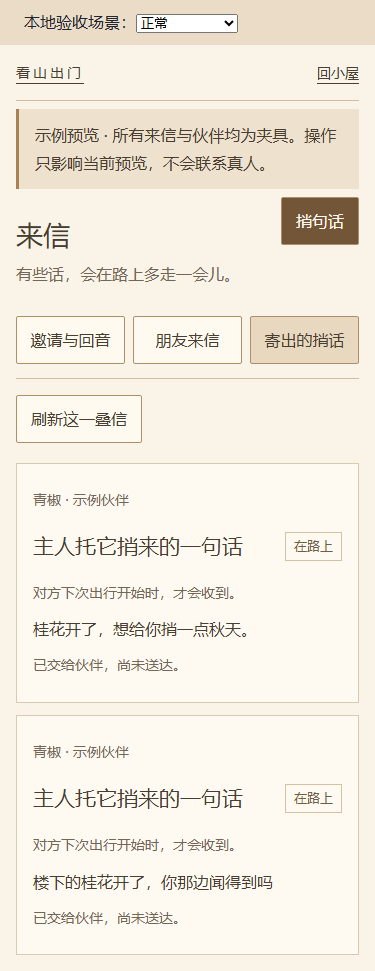 本地验收场景: 正常
看山出门
回小屋
示例预览 · 所有来信与伙伴均为夹具。操作
只影响当前预览，不会联系真人。
来信
捎句话
有些话，会在路上多走一会儿。
邀请与回音
朋友来信
寄出的捎话
刷新这一叠信
青椒 · 示例伙伴
主人托它捎来的一句话
在路上
对方下次出行开始时，才会收到。
桂花开了，想给你捎一点秋天。
已交给伙伴，尚未送达。
青椒 · 示例伙伴
主人托它捎来的一句话
在路上
对方下次出行开始时，才会收到。
楼下的桂花开了，你那边闻得到吗
已交给伙伴，尚未送达。